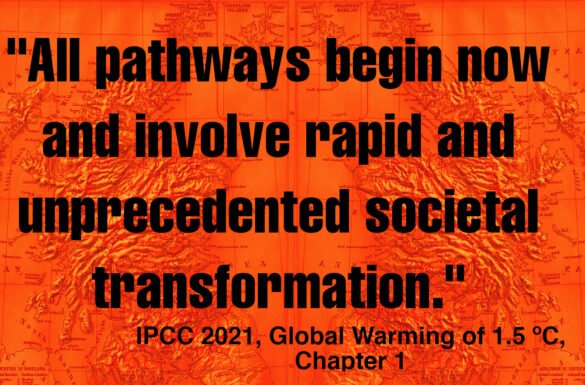 "All pathways begin now
and involve rapid and
unprecedented societal
transformation."
IPCC 2021, Global Warming of 1.5 ºC,
Chapter 1